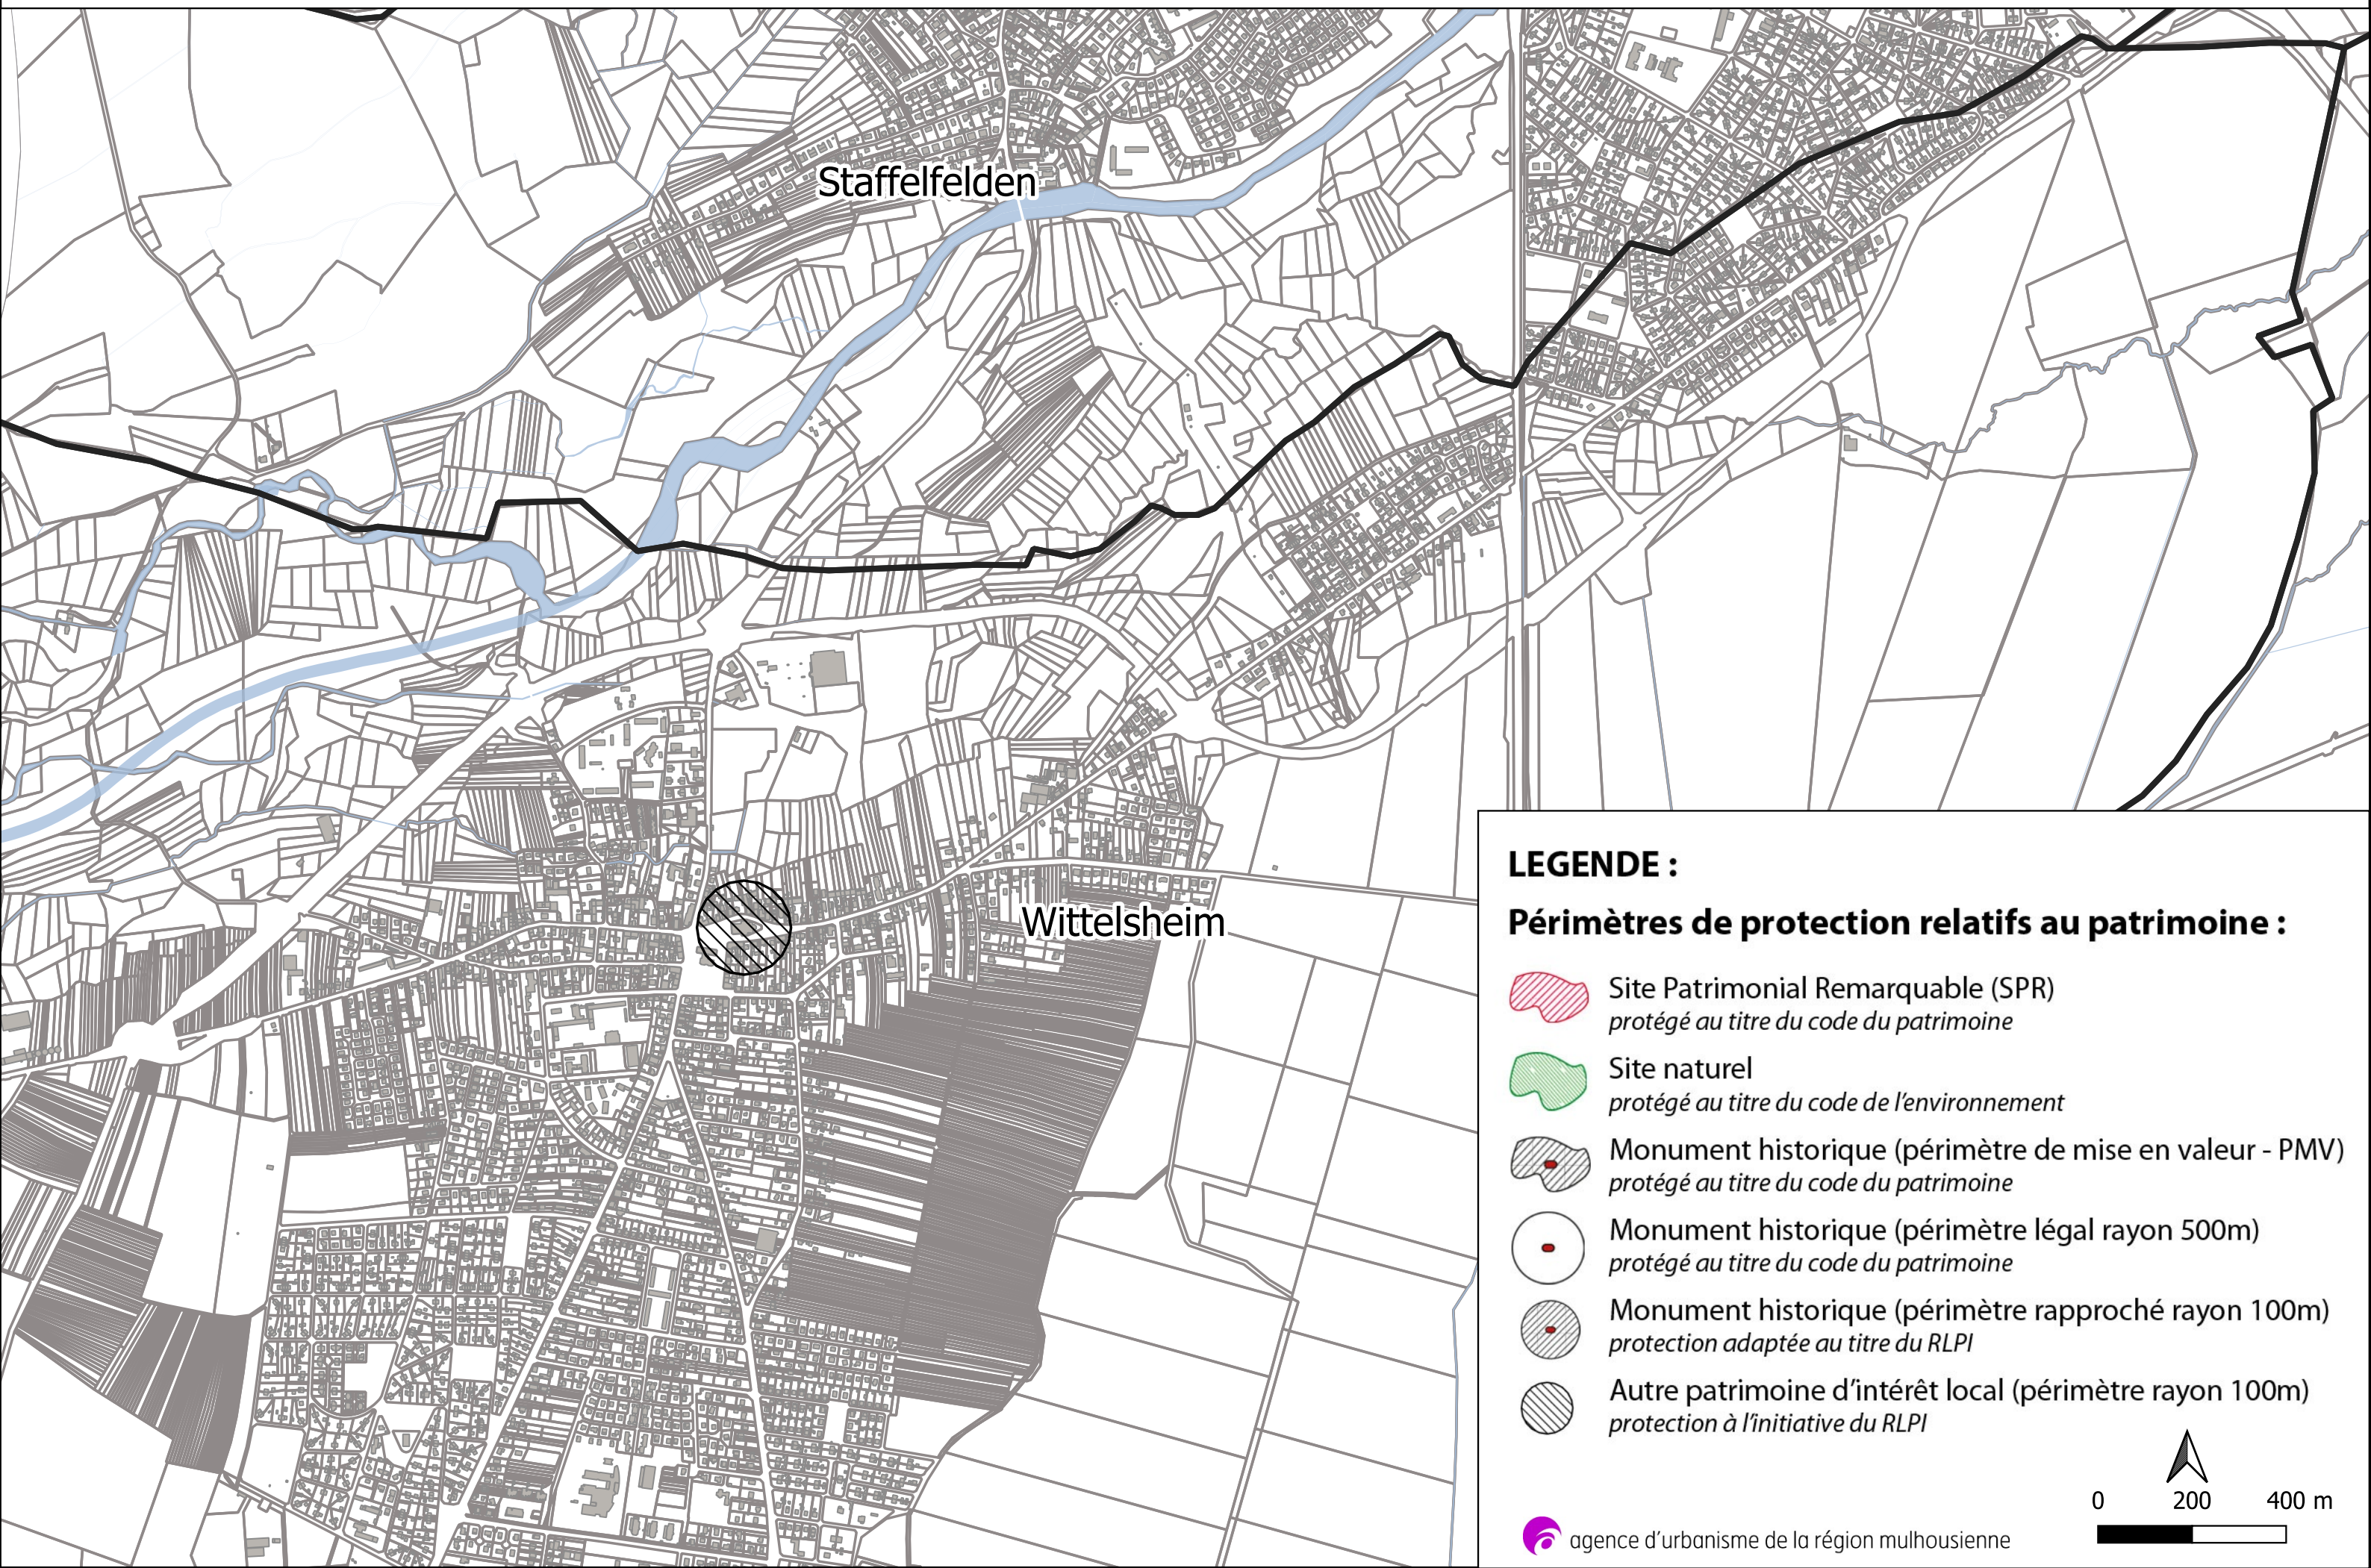 Staffelfelden
Wittelsheim
LEGENDE :
Périmètres de protection relatifs au patrimoine :
Site Patrimonial Remarquable (SPR)
protégé au titre du code du patrimoine
Site naturel
protégé au titre du code de l'environnement
Monument historique (périmètre de mise en valeur - PMV)
protégé au titre du code du patrimoine
Monument historique (périmètre légal rayon 500m)
protégé au titre du code du patrimoine
Monument historique (périmètre rapproché rayon 100m)
protection adaptée au titre du RLPI
Autre patrimoine d'intérêt local (périmètre rayon 100m)
protection à l'initiative du RLPI
0 200 400 m
agence d'urbanisme de la région mulhousienne